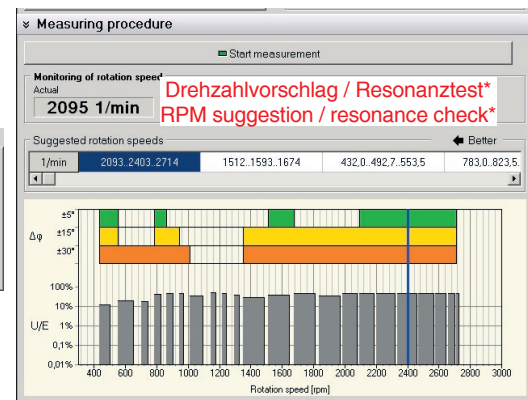 Measuring procedure
Start measurement
Monitoring of rotation speed
Actual
2095 1/min
Drehzahlvorschlag / Resonanztest*
RPM suggestion / resonance check*
Suggested rotation speeds
Better
1/min 2093..2403..2714 1512..1593..1674 432,0..492,7..553,5 783,0..823,5.
±5°
Δφ ±15°
±30°
100%
10%
U/E 1%
0,1%
0,01%
400 600 800 1000 1200 1400 1600 1800 2000 2200 2400 2600 2800 3000
Rotation speed [rpm]